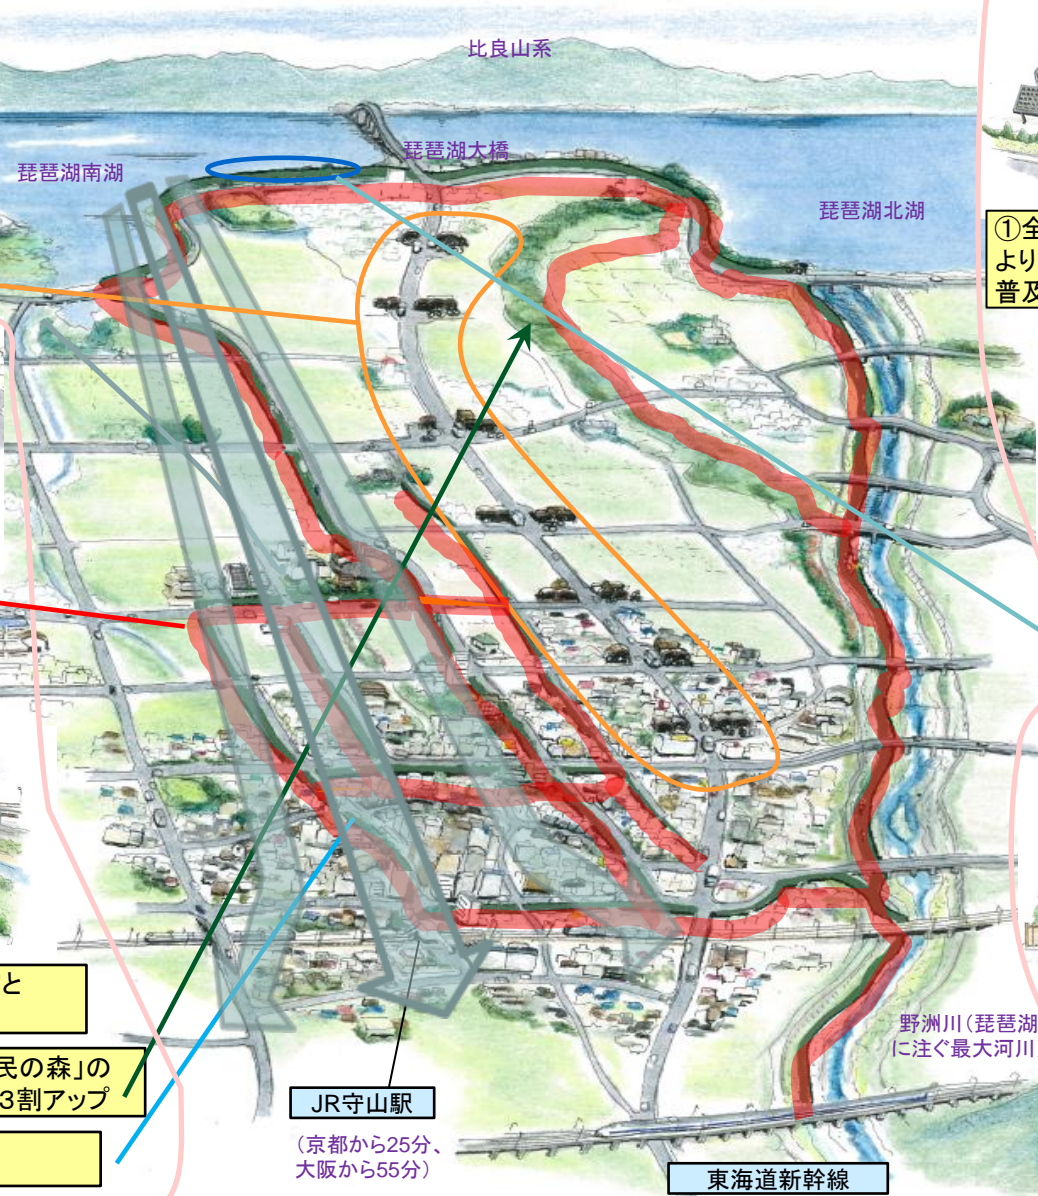 比良山系
琵琶湖大橋
琵琶湖南湖
琵琶湖北湖
①全
より
普及
と
民の森」の
3割アップ
野洲川(琵琶湖
に注ぐ最大河川
JR守山駅
(京都から25分、
大阪から55分)
東海道新幹線